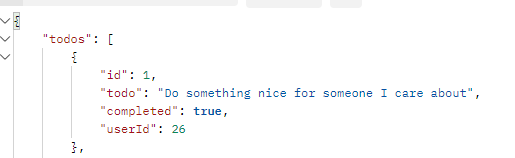 {
"todos": [
{
"id": 1,
"todo": "Do something nice for someone I care about",
"completed": true,
"userId": 26
},